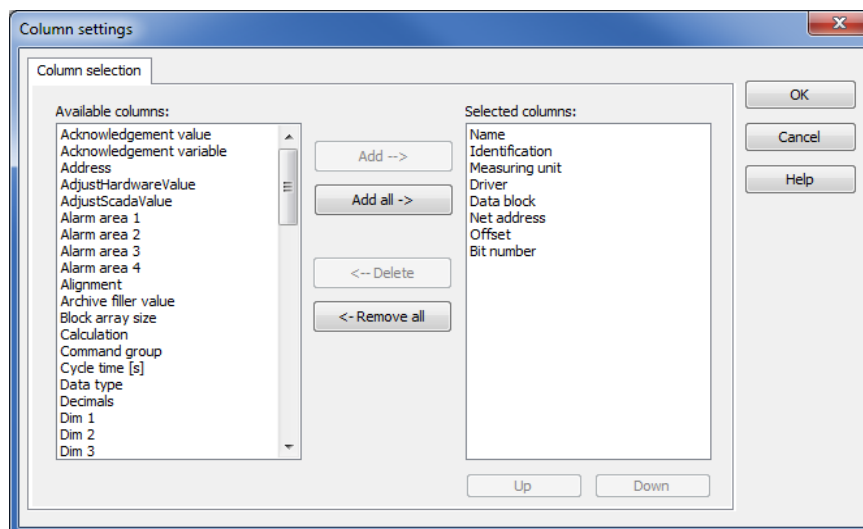 Column settings
Column selection
Available columns:
Acknowledgement value
Acknowledgement variable
Address
AdjustHardwareValue
AdjustScadaValue
Alarm area 1
Alarm area 2
Alarm area 3
Alarm area 4
Alignment
Archive filler value
Block array size
Calculation
Command group
Cycle time [s]
Data type
Decimals
Dim 1
Dim 2
Dim 3
Add -->
Add all ->
<-- Delete
<- Remove all
Selected columns:
Name
Identification
Measuring unit
Driver
Data block
Net address
Offset
Bit number
Up
Down
OK
Cancel
Help